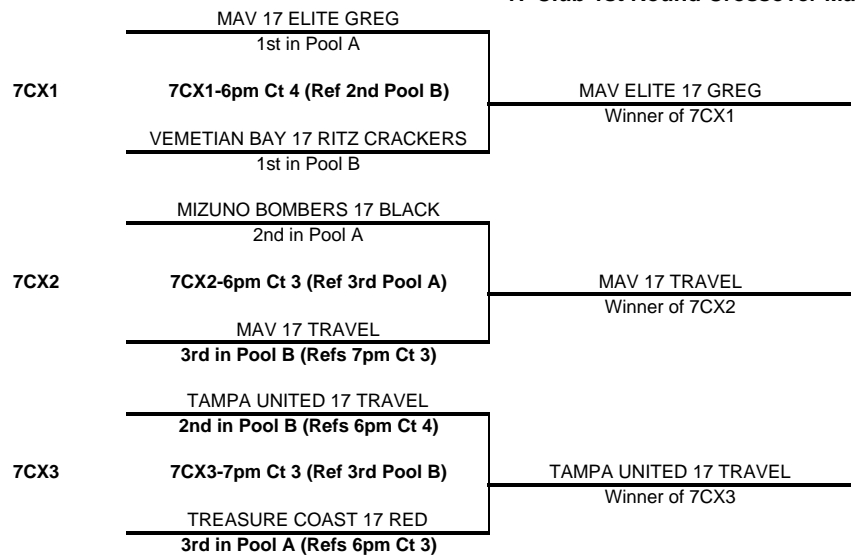 MAV 17 ELITE GREG
1st in Pool A
7CX1 7CX1-6pm Ct 4 (Ref 2nd Pool B) MAV ELITE 17 GREG
Winner of 7CX1
VEMETIAN BAY 17 RITZ CRACKERS
1st in Pool B
MIZUNO BOMBERS 17 BLACK
2nd in Pool A
7CX2 7CX2-6pm Ct 3 (Ref 3rd Pool A) MAV 17 TRAVEL
Winner of 7CX2
MAV 17 TRAVEL
3rd in Pool B (Refs 7pm Ct 3)
TAMPA UNITED 17 TRAVEL
2nd in Pool B (Refs 6pm Ct 4)
7CX3 7CX3-7pm Ct 3 (Ref 3rd Pool B) TAMPA UNITED 17 TRAVEL
Winner of 7CX3
TREASURE COAST 17 RED
3rd in Pool A (Refs 6pm Ct 3)